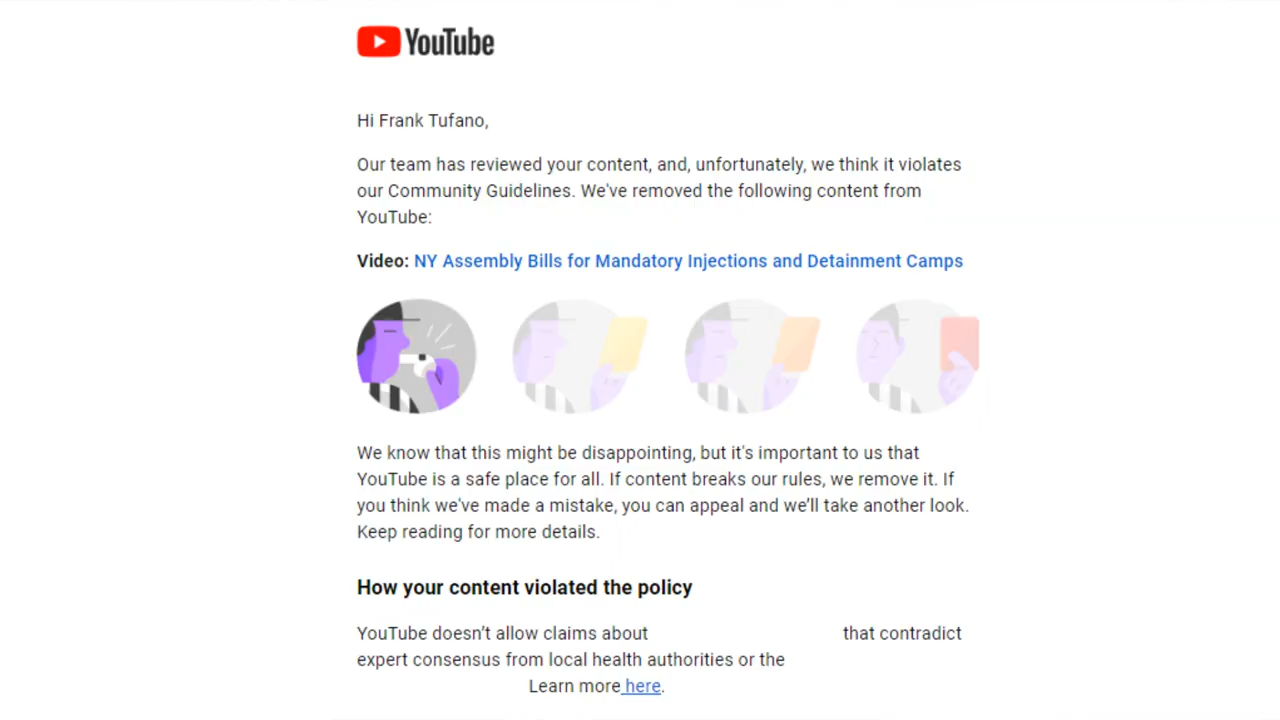 YouTube
Hi Frank Tufano,
Our team has reviewed your content, and, unfortunately, we think it violates
our Community Guidelines. We've removed the following content from
YouTube:
Video: NY Assembly Bills for Mandatory Injections and Detainment Camps
We know that this might be disappointing, but it's important to us that
YouTube is a safe place for all. If content breaks our rules, we remove it. If
you think we've made a mistake, you can appeal and we'll take another look.
Keep reading for more details.
How your content violated the policy
YouTube doesn't allow claims about that contradict
expert consensus from local health authorities or the
Learn more here.